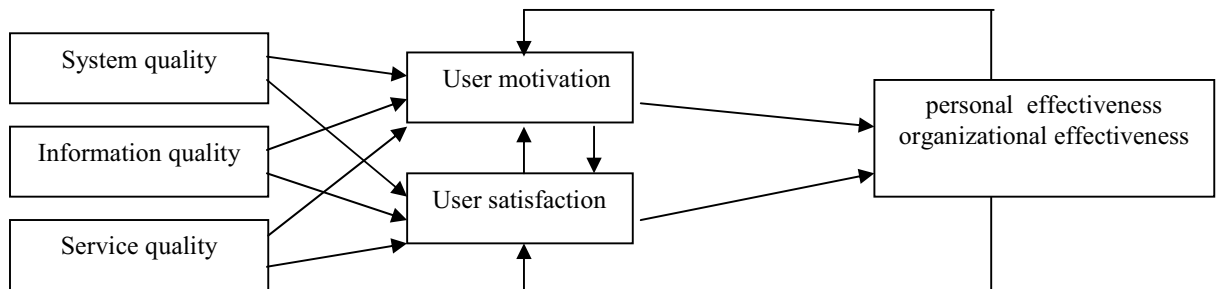 System quality
Information quality
Service quality
User motivation
User satisfaction
personal effectiveness
organizational effectiveness